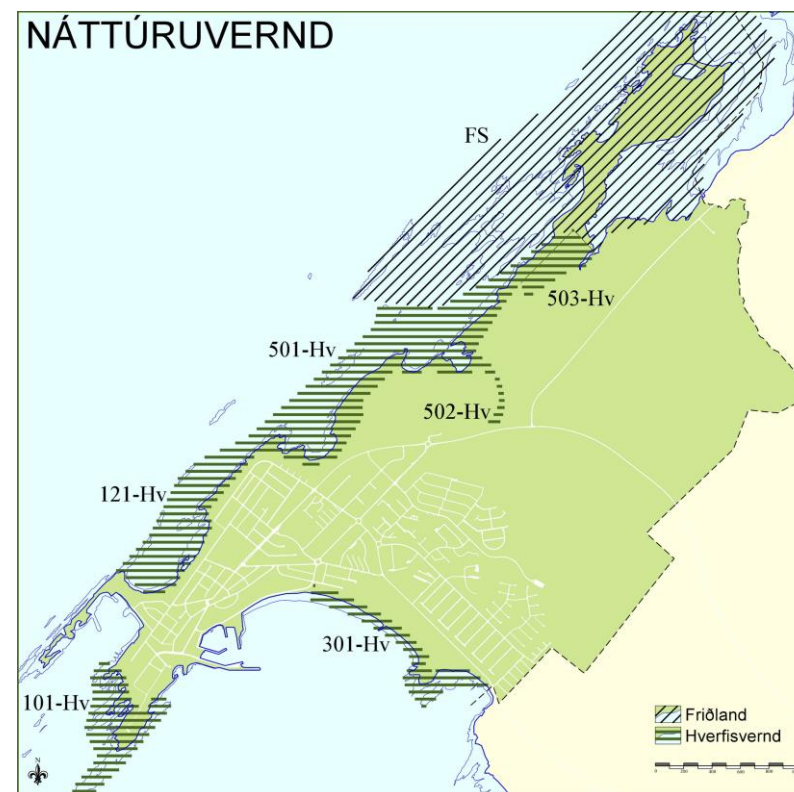 NÁTTÚRUVERND
FS
503-Hv
501-Hv
502-Hv
121-Hv
301-Hv
101-Hv
Friðland
Hverfisvernd
N